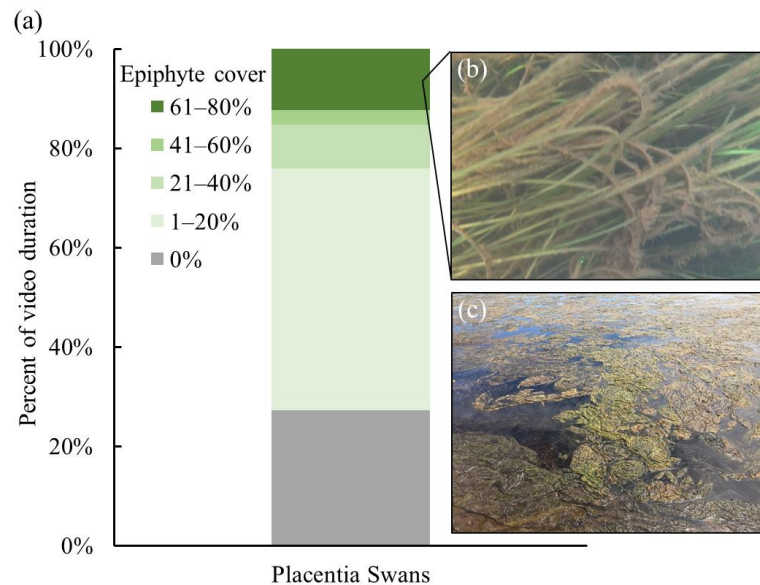 (a)
100%
80%
60%
40%
20%
0%
Percent of video duration
Epiphyte cover
61–80%
41–60%
21–40%
1–20%
0%
Placentia Swans
(b)
(c)